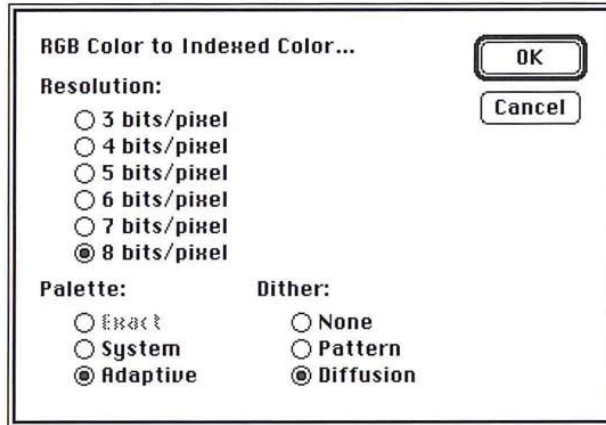 RGB Color to Indexed Color...
OK
Cancel
Resolution:
3 bits/pixel
4 bits/pixel
5 bits/pixel
6 bits/pixel
7 bits/pixel
8 bits/pixel
Palette:
Exact
System
Adaptive
Dither:
None
Pattern
Diffusion